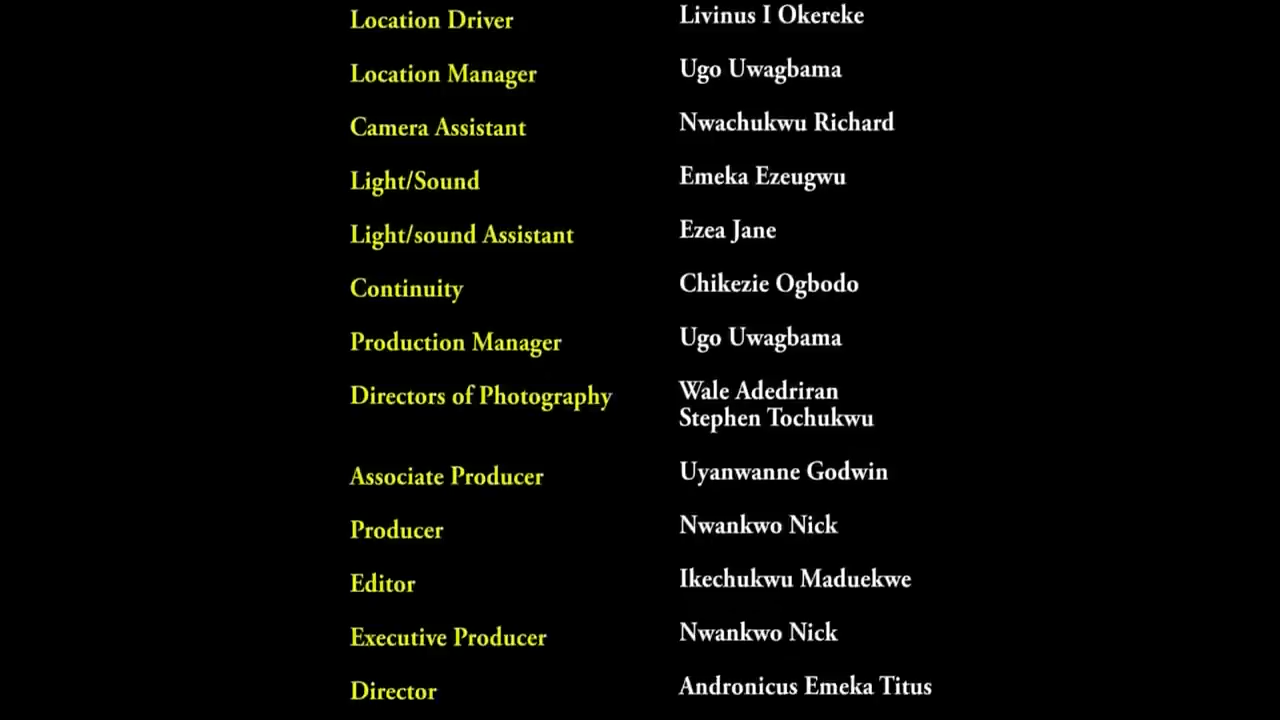 Location Driver Livinus I Okereke
Location Manager Ugo Uwagbama
Camera Assistant Nwachukwu Richard
Light/Sound Emeka Ezeugwu
Light/sound Assistant Ezea Jane
Continuity Chikezie Ogbodo
Production Manager Ugo Uwagbama
Directors of Photography Wale Adedriran
Stephen Tochukwu
Associate Producer Uyanwanne Godwin
Producer Nwankwo Nick
Editor Ikechukwu Maduekwe
Executive Producer Nwankwo Nick
Director Andronicus Emeka Titus